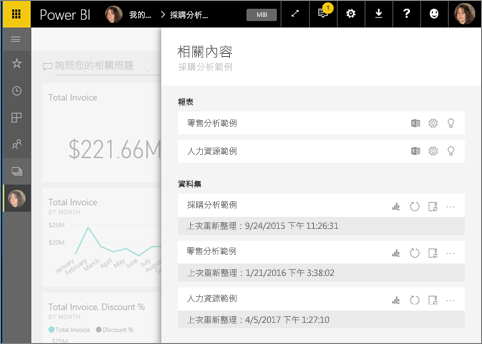 Power BI
我的...
採購分析...
MBI
1
詢問您的相關問題
Total Invoice
$221.66M
Total Invoice
BY MONTH
$25M
$20M
January
February
March
April
May
June
July
August
Total Invoice, Discount %
BY MONTH
Total Invoice
Discount %
$25M
相關內容
採購分析範例
報表
零售分析範例
人力資源範例
資料集
採購分析範例
上次重新整理：9/24/2015 下午 11:26:31
零售分析範例
上次重新整理：1/21/2016 下午 3:38:02
人力資源範例
上次重新整理：4/5/2017 下午 1:27:10